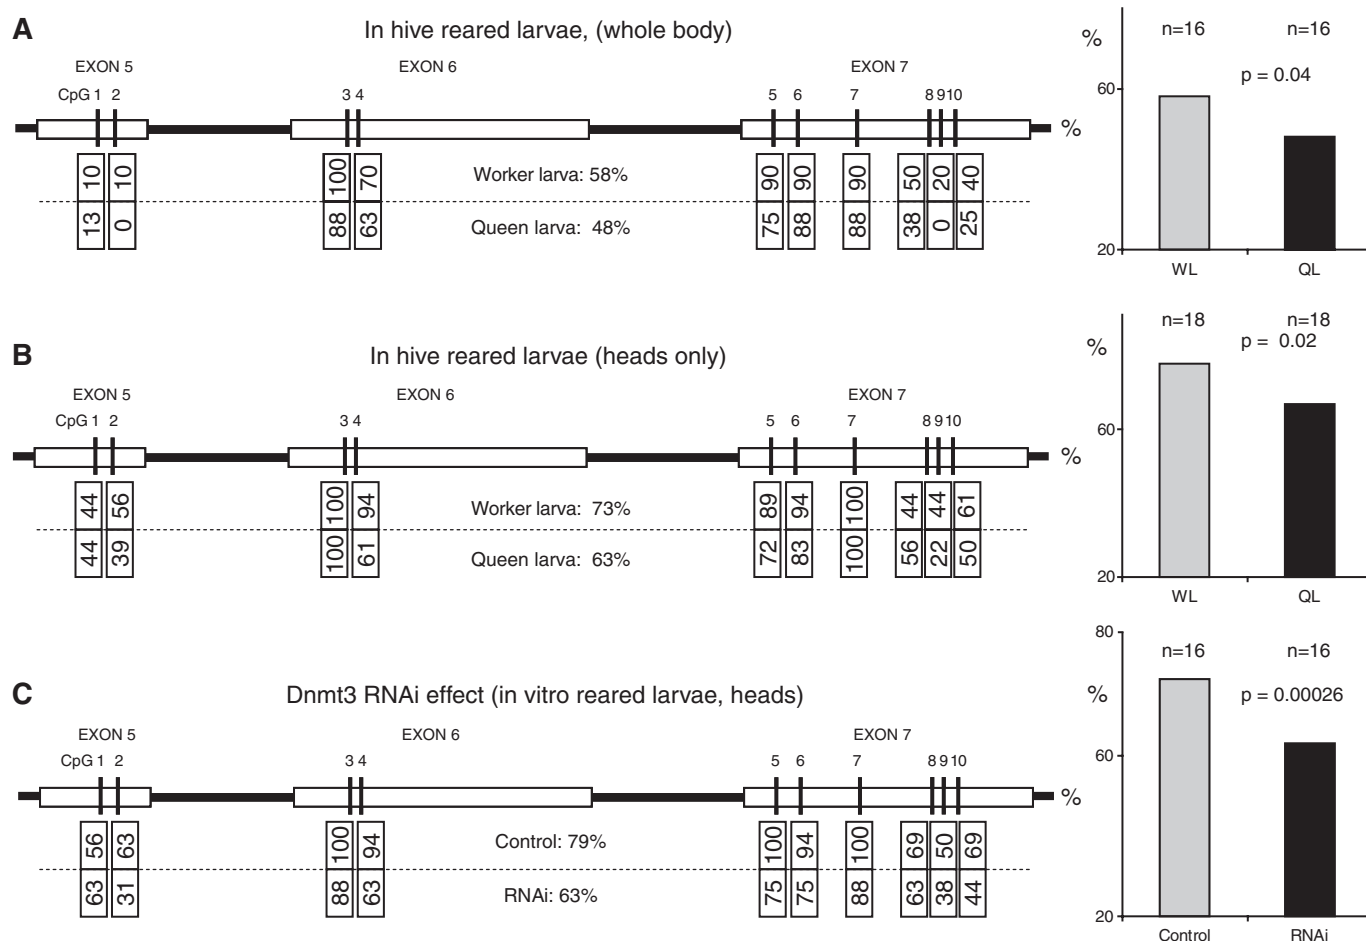 A
In hive reared larvae, (whole body)
EXON 5
EXON 6
EXON 7
CpG 1 2
3 4
5 6 7 8 9 10
%
10 10 100 70 Worker larva: 58% 90 90 90 50 20 40
13 0 88 63 Queen larva: 48% 75 88 88 38 0 25
%
n=16 n=16
p = 0.04
60
20
WL QL
B
In hive reared larvae (heads only)
EXON 5
EXON 6
EXON 7
CpG 1 2
3 4
5 6 7 8 9 10
%
44 56 100 94 Worker larva: 73% 89 94 100 44 44 61
44 39 100 61 Queen larva: 63% 72 83 100 56 22 50
n=18 n=18
p = 0.02
%
60
20
WL QL
C
Dnmt3 RNAi effect (in vitro reared larvae, heads)
EXON 5
EXON 6
EXON 7
CpG 1 2
3 4
5 6 7 8 9 10
%
56 63 100 94 Control: 79% 100 94 100 69 50 69
63 31 88 63 RNAi: 63% 75 75 88 63 38 44
80
n=16 n=16
%
p = 0.00026
60
20
Control RNAi